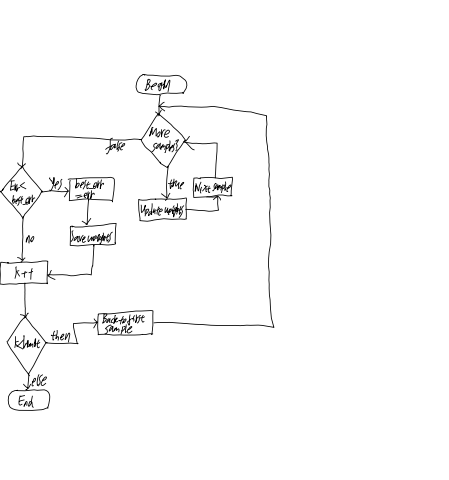 Begin
More
samples?
false
true
Next sample
Update weights
Err<
best_err
Yes
best_err
= err
Save weights
no
k++
Back to first
sample
then
else
End